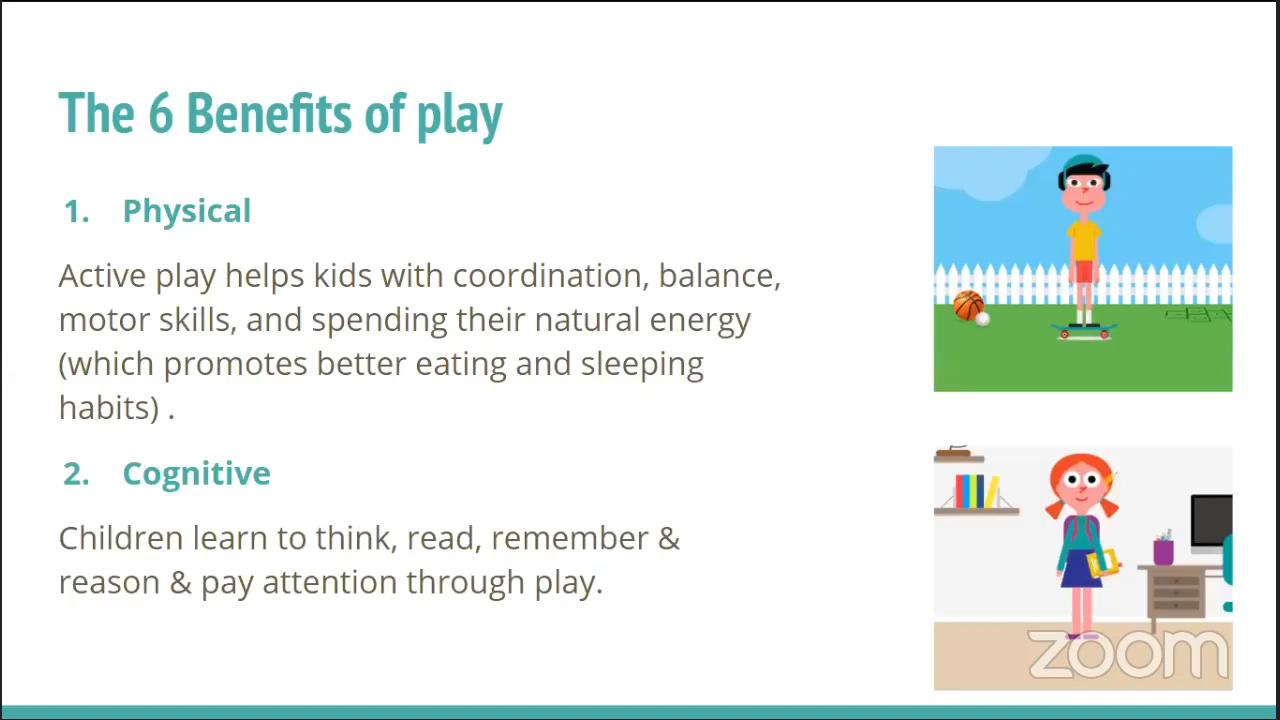 The 6 Benefits of play
1. Physical
Active play helps kids with coordination, balance,
motor skills, and spending their natural energy
(which promotes better eating and sleeping
habits) .
2. Cognitive
Children learn to think, read, remember &
reason & pay attention through play.
zoom